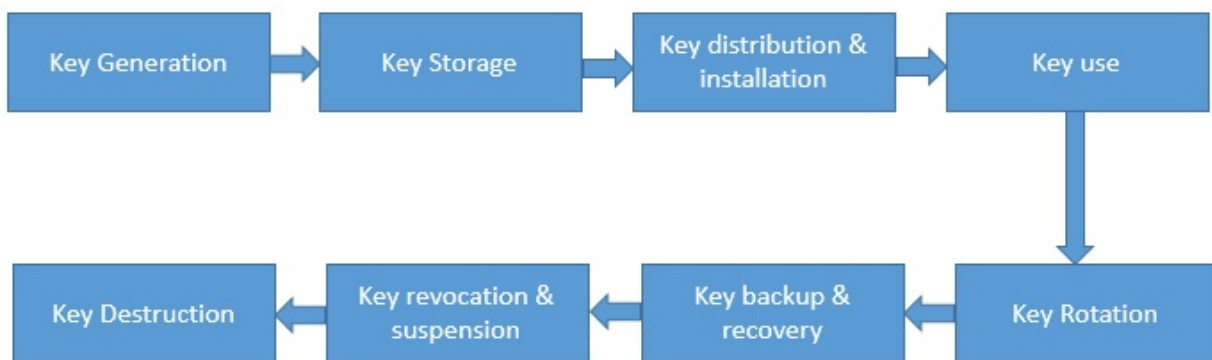 Key Generation
Key Storage
Key distribution &
installation
Key use
Key Rotation
Key backup &
recovery
Key revocation &
suspension
Key Destruction